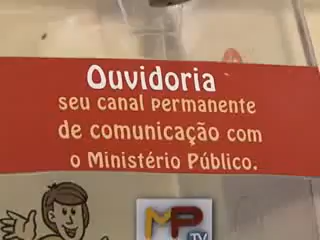 Ouvidoria
seu canal permanente
de comunicação com
o Ministério Público.
MP
TV